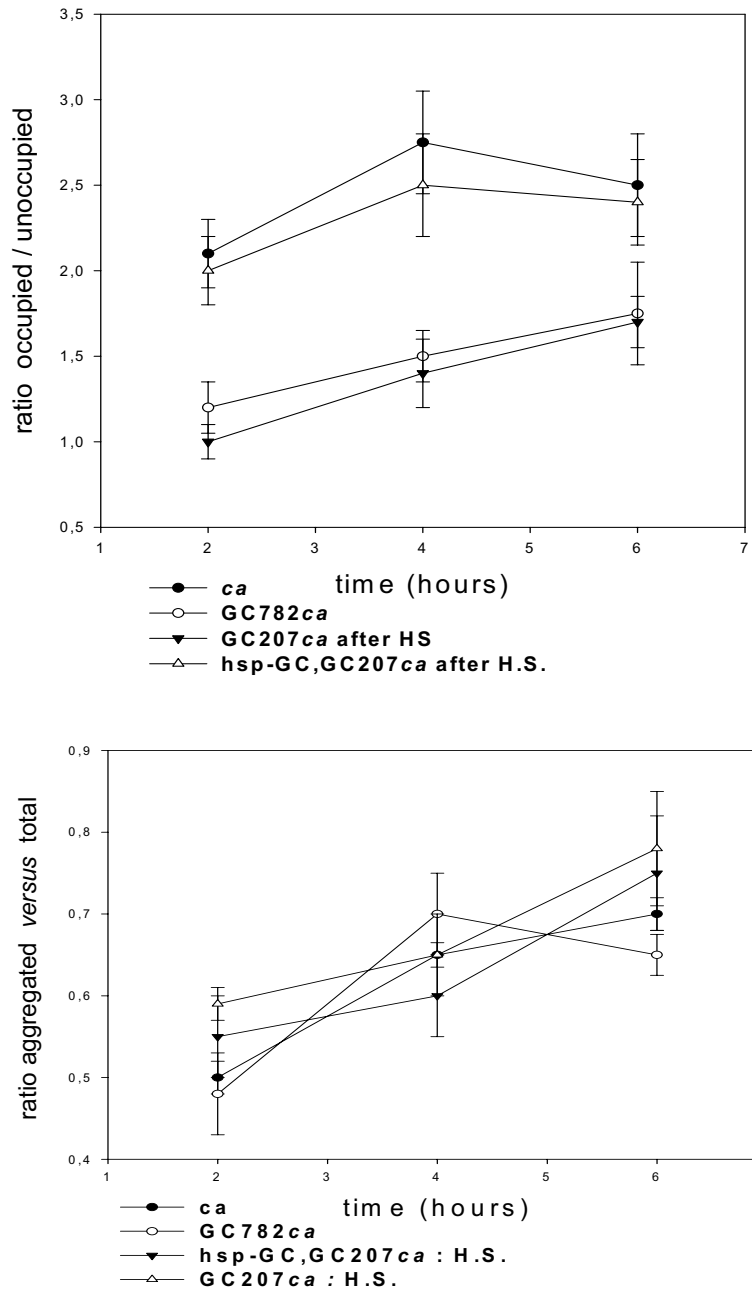 3,5
3,0
2,5
2,0
1,5
1,0
0,5
ratio occupied / unoccupied
1 2 3 4 5 6 7
time (hours)
ca
GC782ca
GC207ca after HS
hsp-GC,GC207ca after H.S.
0,9
0,8
0,7
0,6
0,5
0,4
ratio aggregated versus total
1 2 3 4 5 6
time (hours)
ca
GC782ca
hsp-GC,GC207ca : H.S.
GC207ca : H.S.